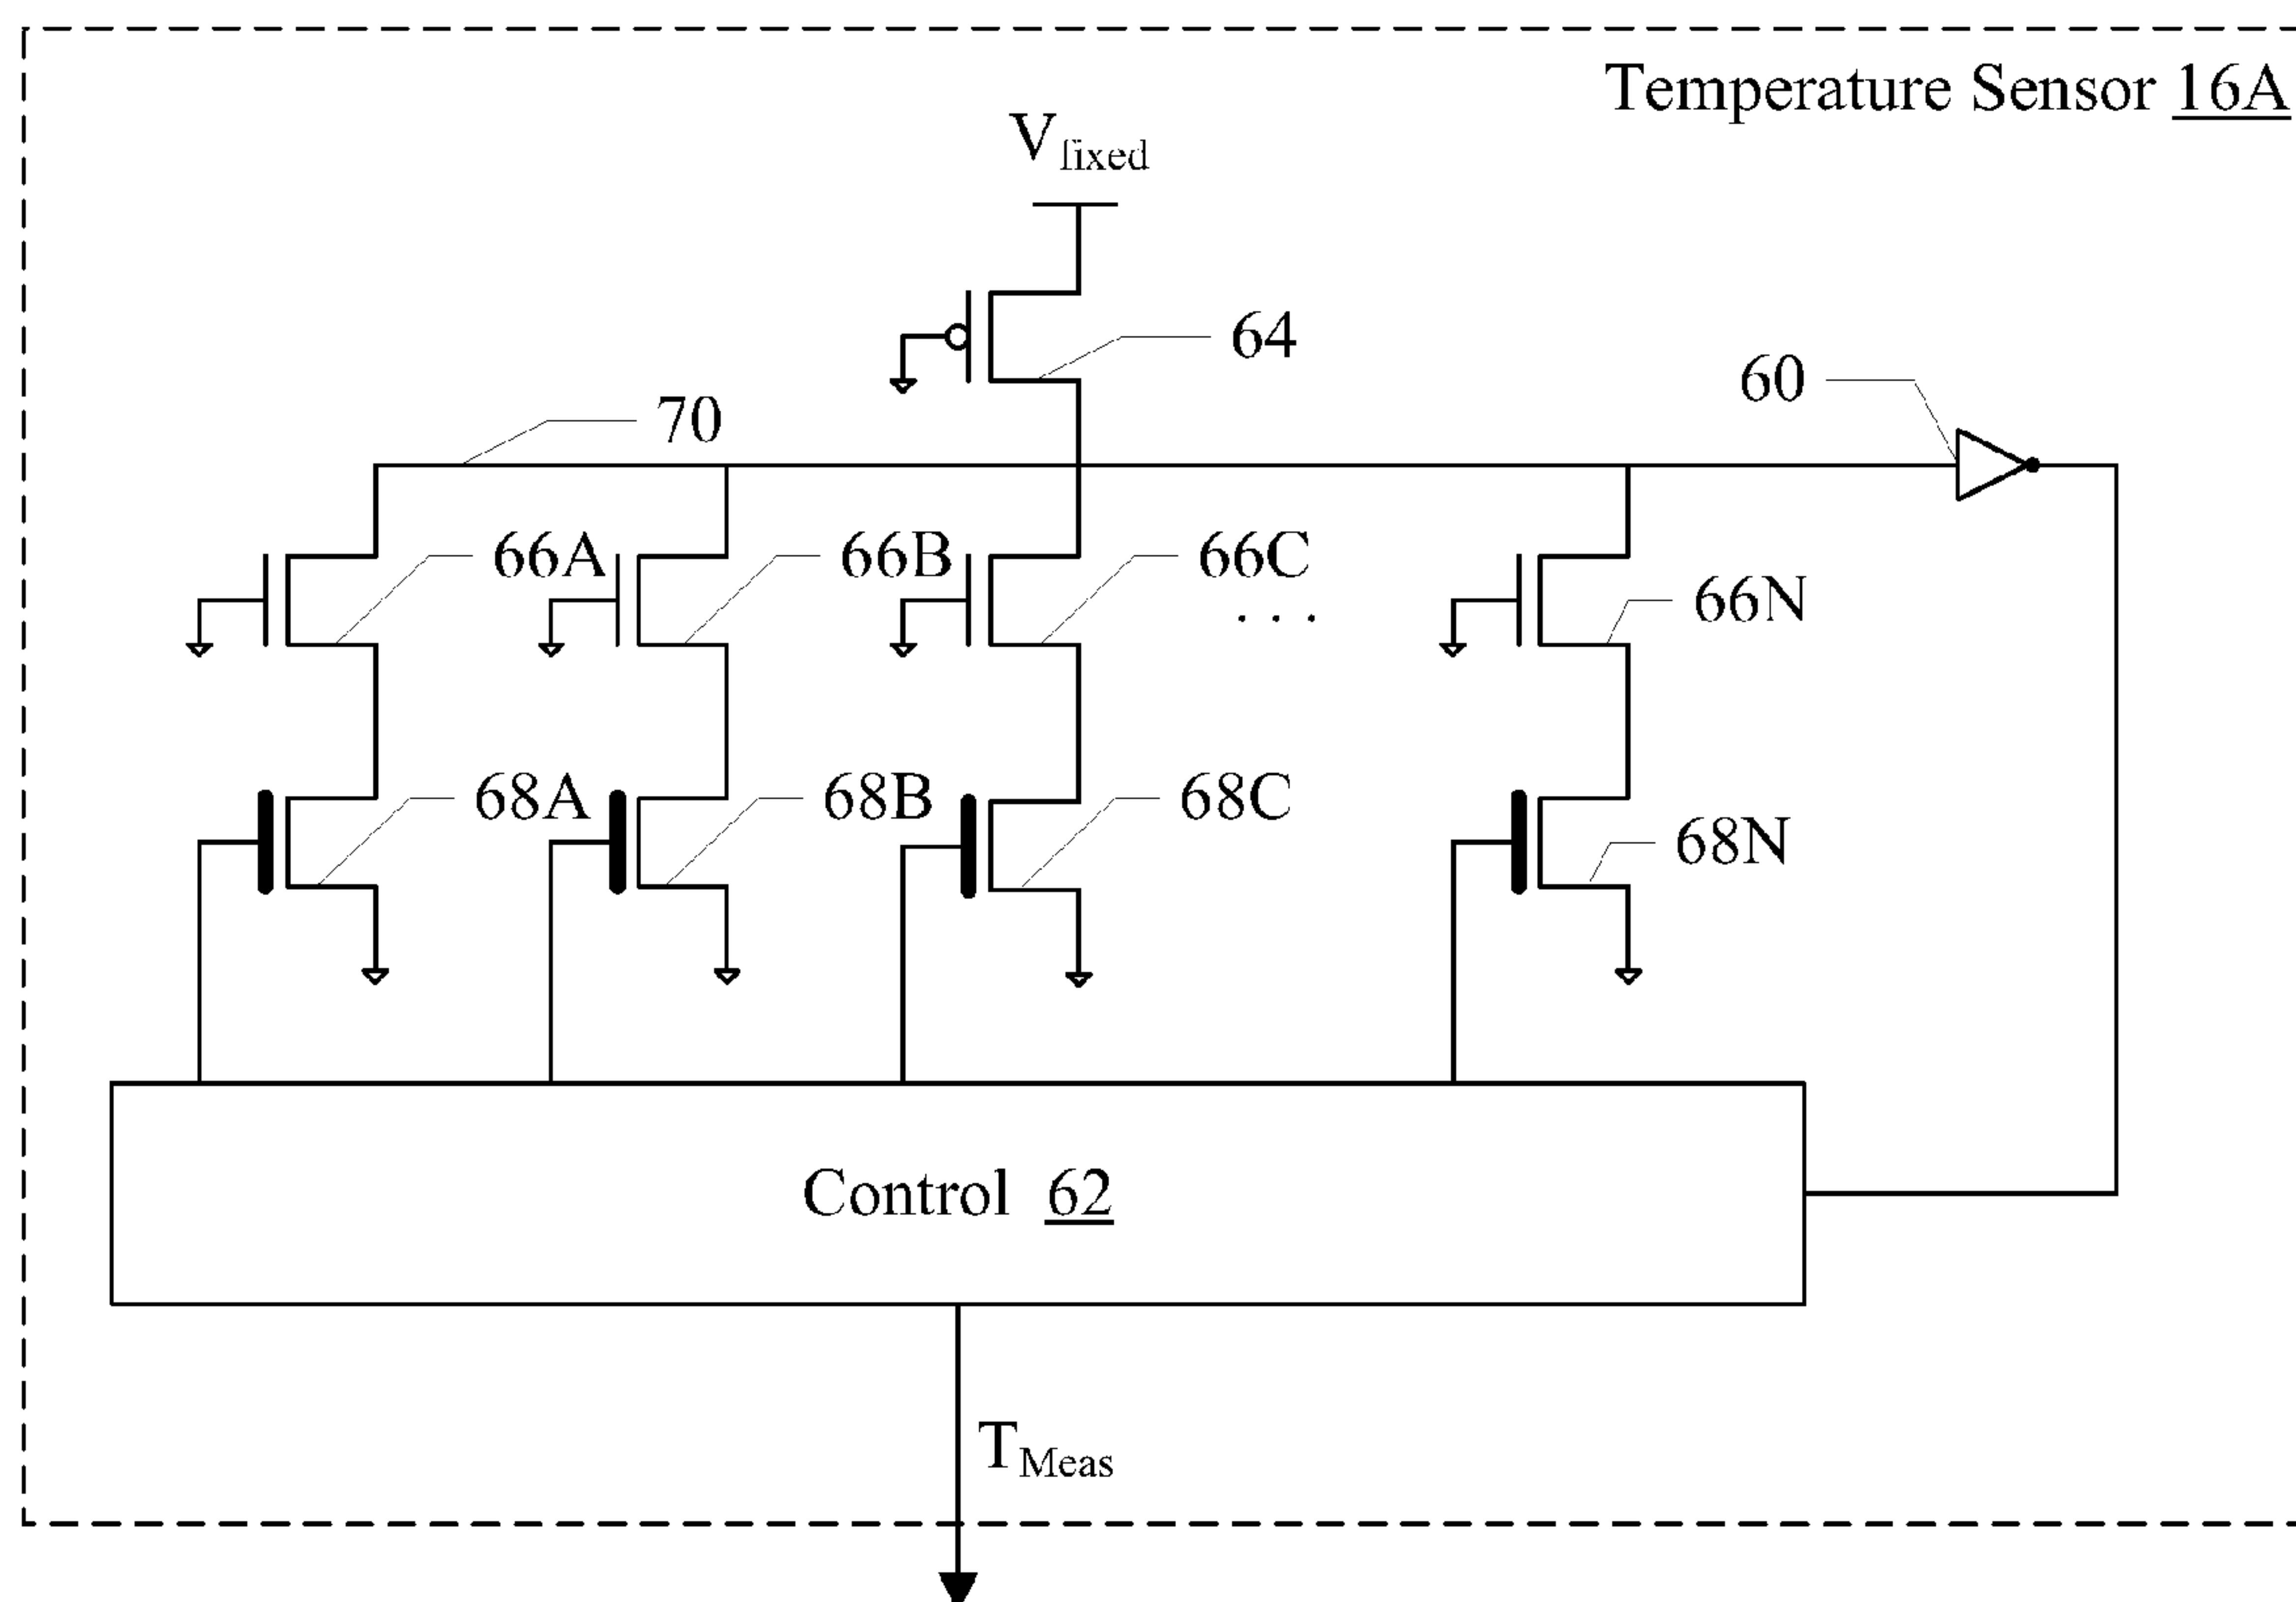 Temperature Sensor 16A
Vfixed
64
60
70
66A
66B
66C
. . .
66N
68A
68B
68C
68N
Control 62
TMeas